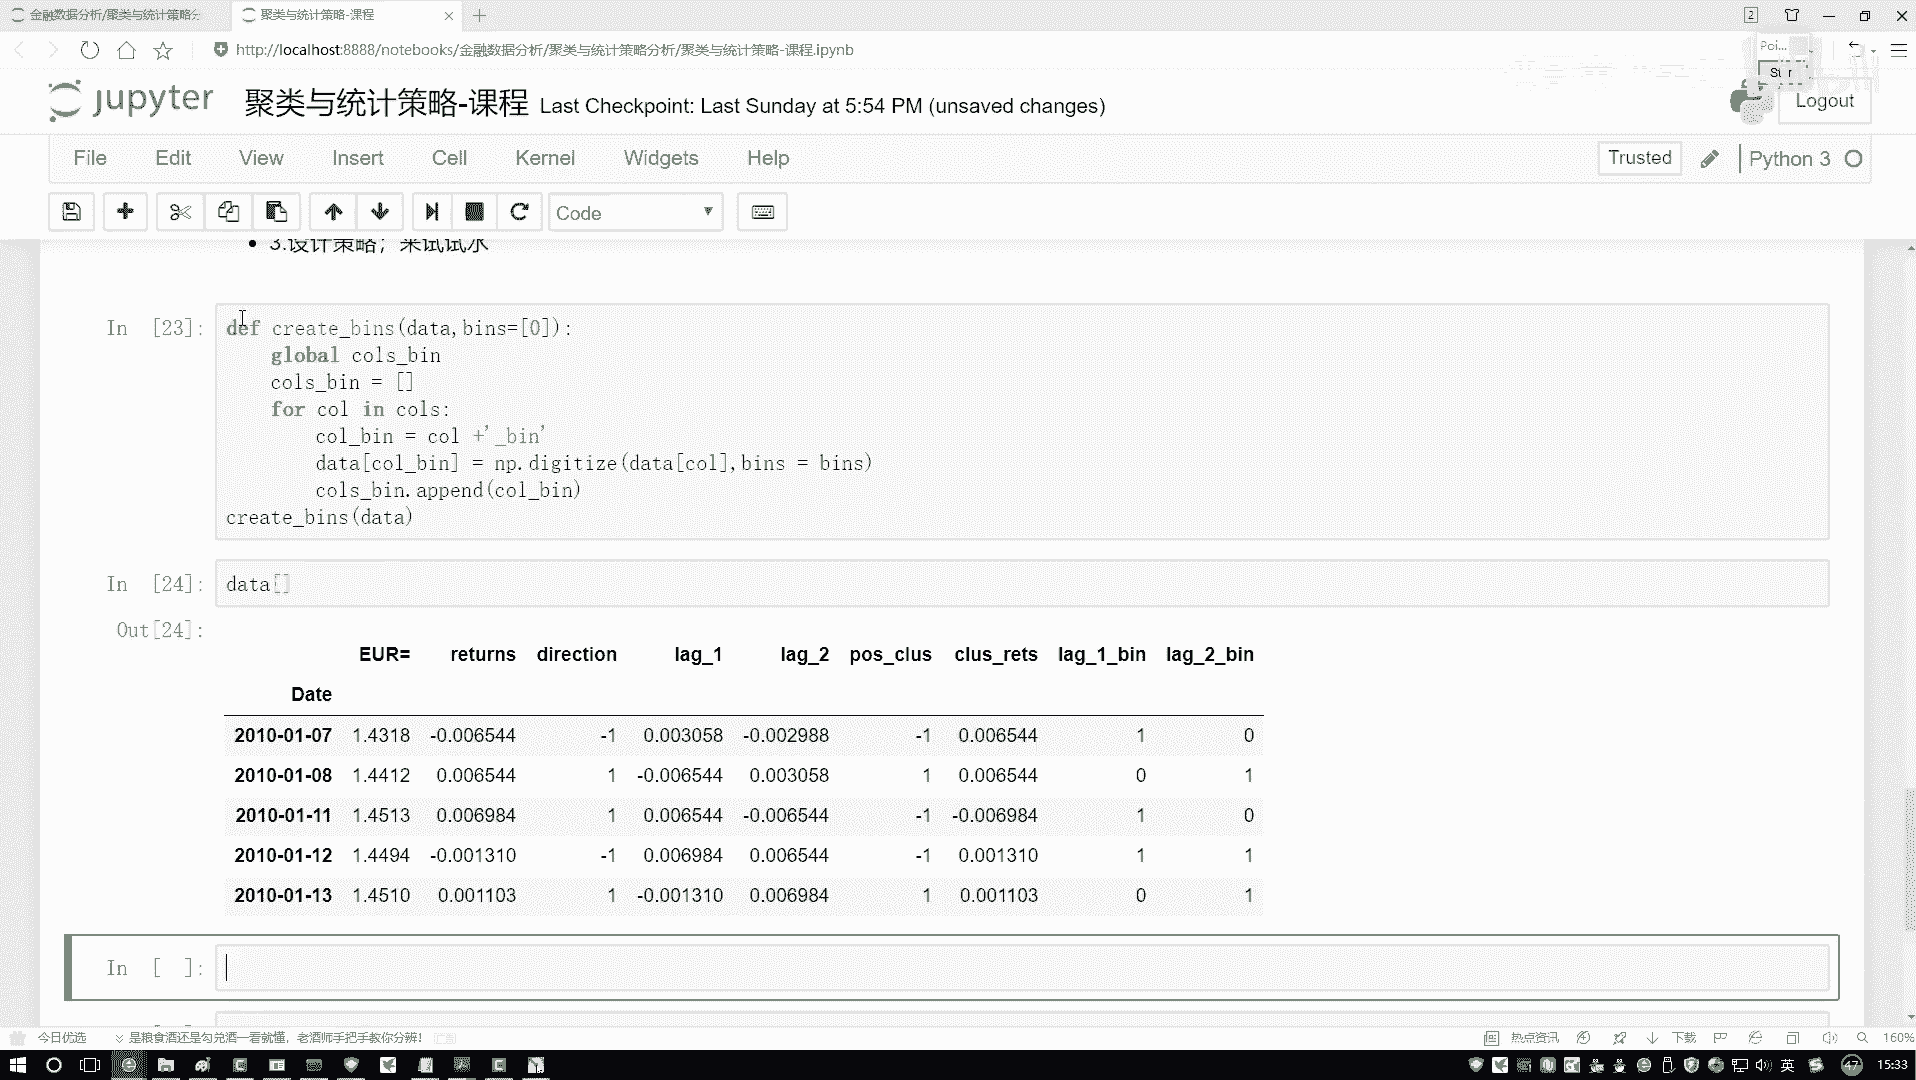 金融数据分析/聚类与统计策略分
聚类与统计策略-课程
2
http://localhost:8888/notebooks/金融数据分析/聚类与统计策略分析/聚类与统计策略-课程.ipynb
Poi...
jupyter 聚类与统计策略-课程 Last Checkpoint: Last Sunday at 5:54 PM (unsaved changes)
Logout
File Edit View Insert Cell Kernel Widgets Help
Trusted Python 3
Code
3.设计策略；来试试水
In [23]:
def create_bins(data,bins=[0]):
global cols_bin
cols_bin = []
for col in cols:
col_bin = col +'_bin'
data[col_bin] = np.digitize(data[col],bins = bins)
cols_bin.append(col_bin)
create_bins(data)
In [24]: data[]
Out[24]:
EUR= returns direction lag_1 lag_2 pos_clus clus_rets lag_1_bin lag_2_bin
Date
2010-01-07 1.4318 -0.006544 -1 0.003058 -0.002988 -1 0.006544 1 0
2010-01-08 1.4412 0.006544 1 -0.006544 0.003058 1 0.006544 0 1
2010-01-11 1.4513 0.006984 1 0.006544 -0.006544 -1 -0.006984 1 0
2010-01-12 1.4494 -0.001310 -1 0.006984 0.006544 -1 0.001310 1 1
2010-01-13 1.4510 0.001103 1 -0.001310 0.006984 1 0.001103 0 1
In [ ]:
今日优选 是粮食酒还是勾兑酒一看就懂，老酒师手把手教你分辨！
热点资讯 下载 160%
英 47 15:33